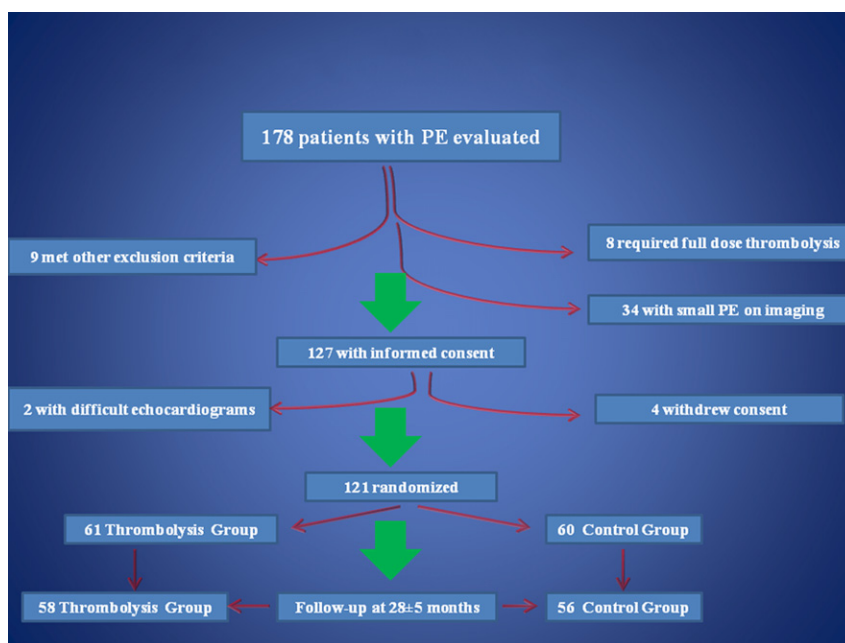 178 patients with PE evaluated
9 met other exclusion criteria
8 required full dose thrombolysis
34 with small PE on imaging
127 with informed consent
2 with difficult echocardiograms
4 withdrew consent
121 randomized
61 Thrombolysis Group
60 Control Group
58 Thrombolysis Group
Follow-up at 28±5 months
56 Control Group